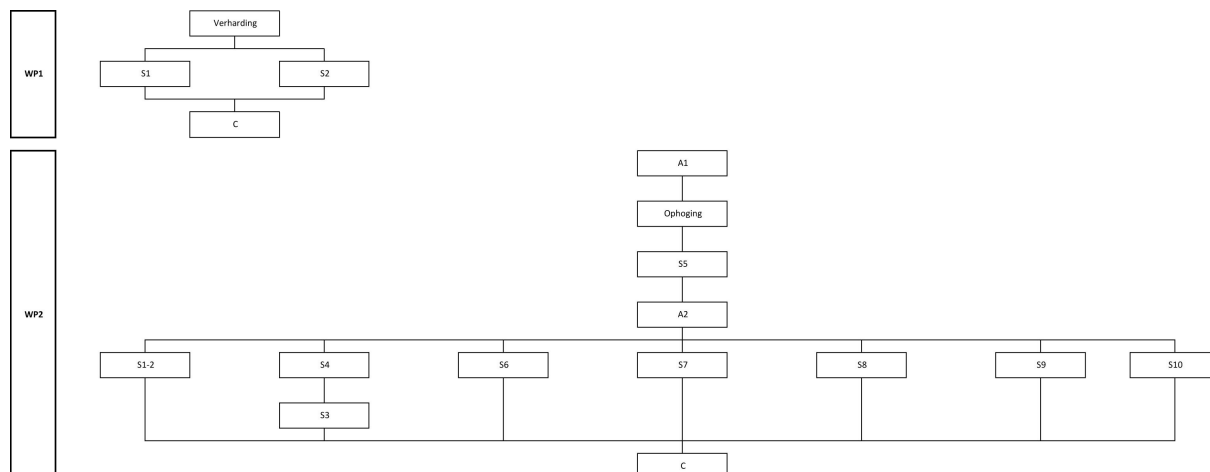 Verharding
WP1
S1
S2
C
A1
Ophoging
S5
WP2
A2
S1-2
S4
S6
S7
S8
S9
S10
S3
C